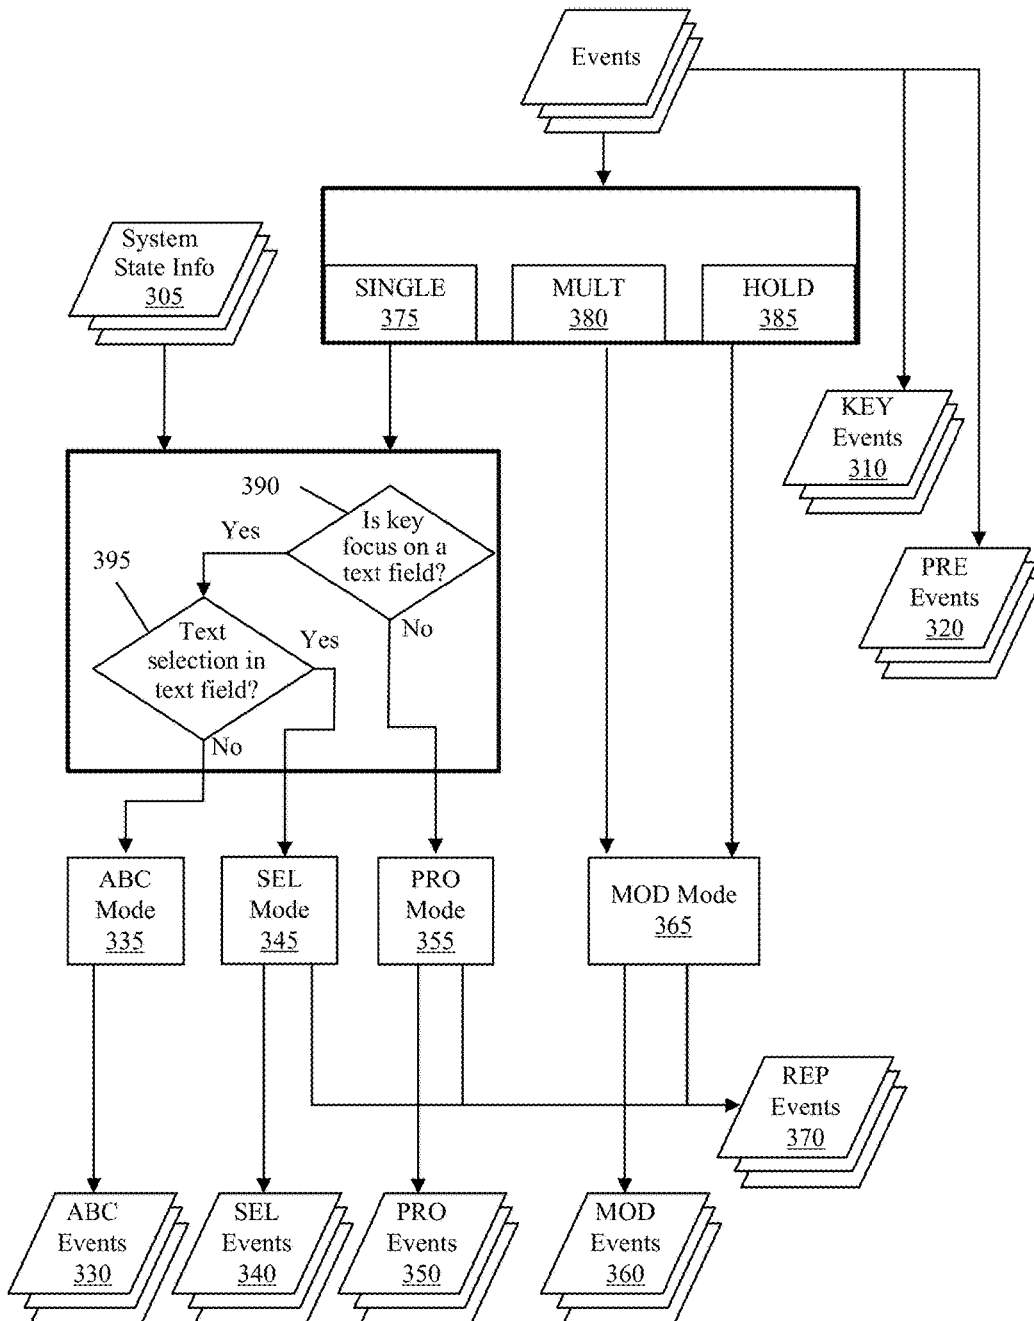 Events
System
State Info
305
SINGLE
375
MULT
380
HOLD
385
KEY
Events
310
390
Is key
focus on a
text field?
Yes
No
395
Text
selection in
text field?
Yes
No
PRE
Events
320
ABC
Mode
335
SEL
Mode
345
PRO
Mode
355
MOD Mode
365
REP
Events
370
ABC
Events
330
SEL
Events
340
PRO
Events
350
MOD
Events
360